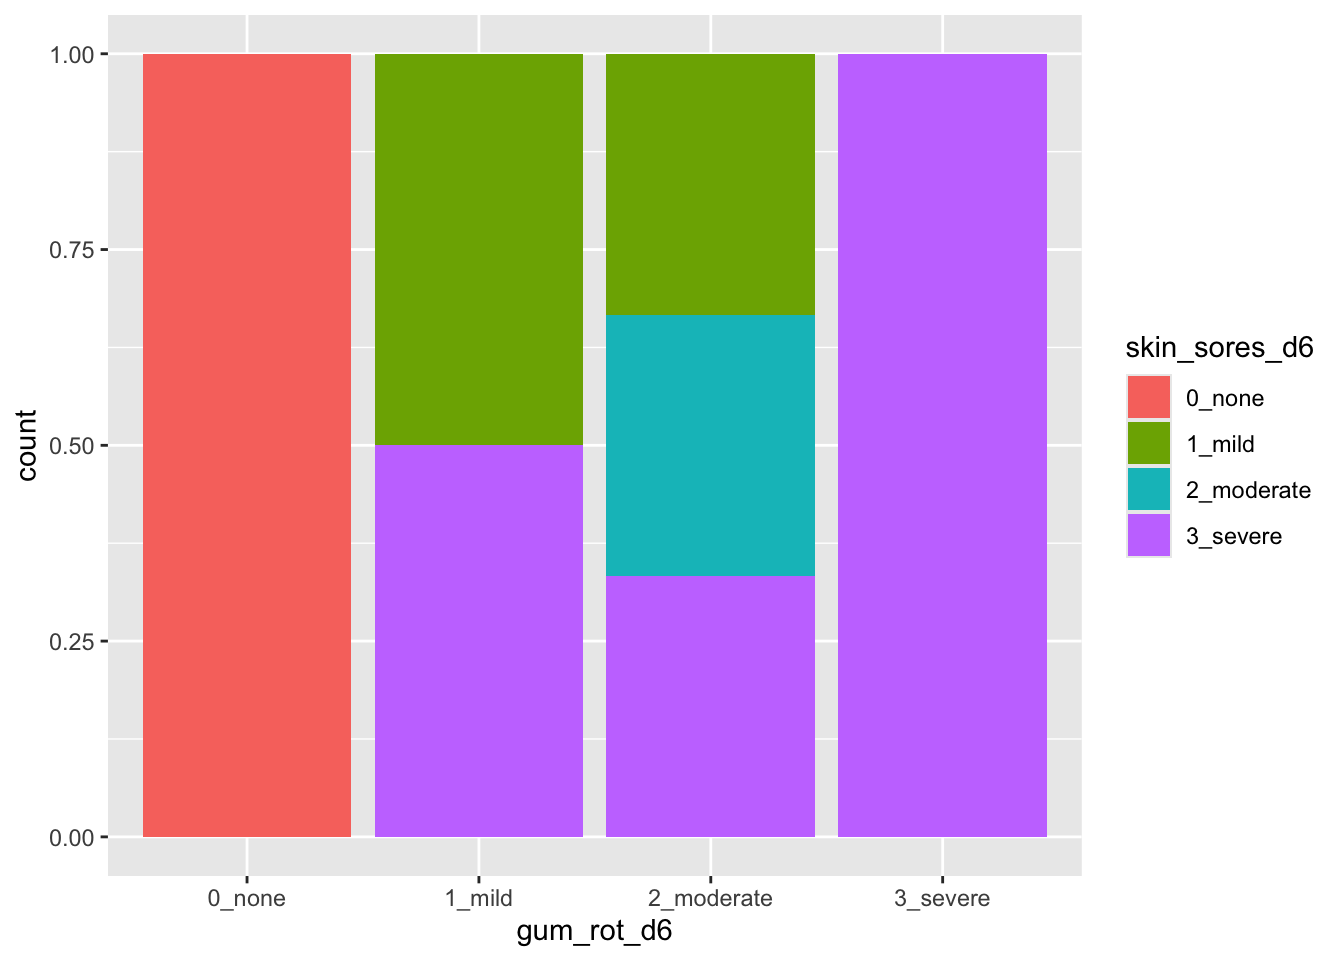 1.00
0.75
0.50
0.25
0.00
count
0_none
1_mild
2_moderate
3_severe
gum_rot_d6
skin_sores_d6
0_none
1_mild
2_moderate
3_severe